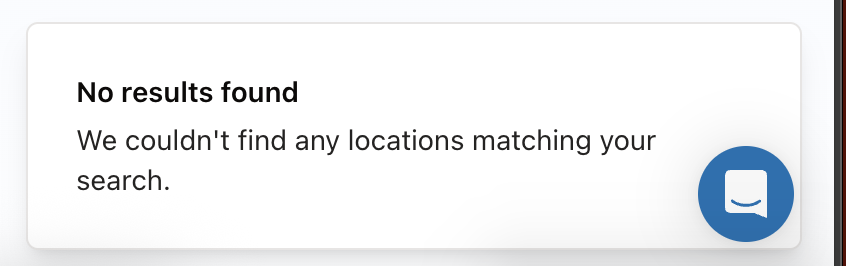 No results found
We couldn't find any locations matching your
search.